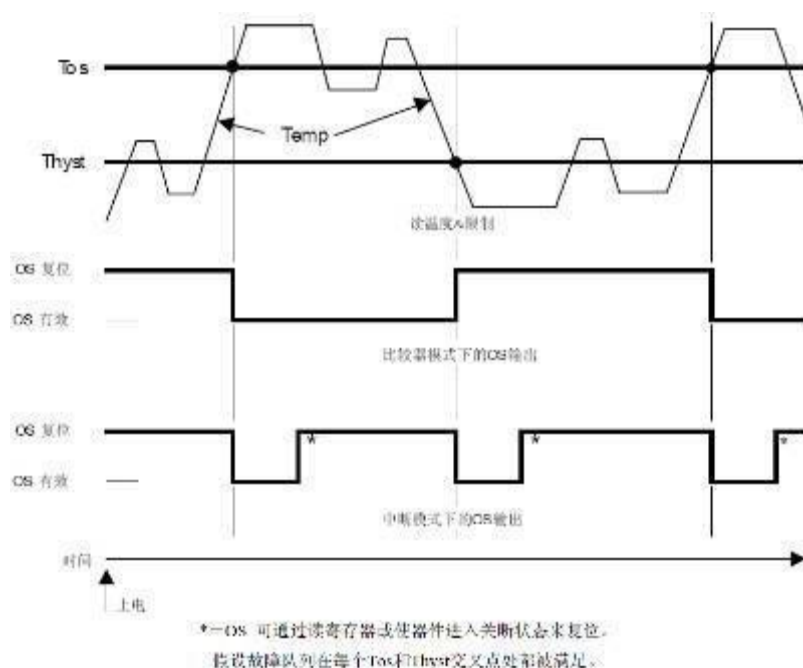 Tos
Temp
Thyst
读温度&限制
OS 复位
OS 有效
比较器模式下的OS输出
OS 复位
*
*
*
OS 有效
中断模式下的OS输出
时间
上电
*=OS 可通过读寄存器或使器件进入关断状态来复位。
假设故障队列在每个Tos和Thyst交叉点处都被满足。